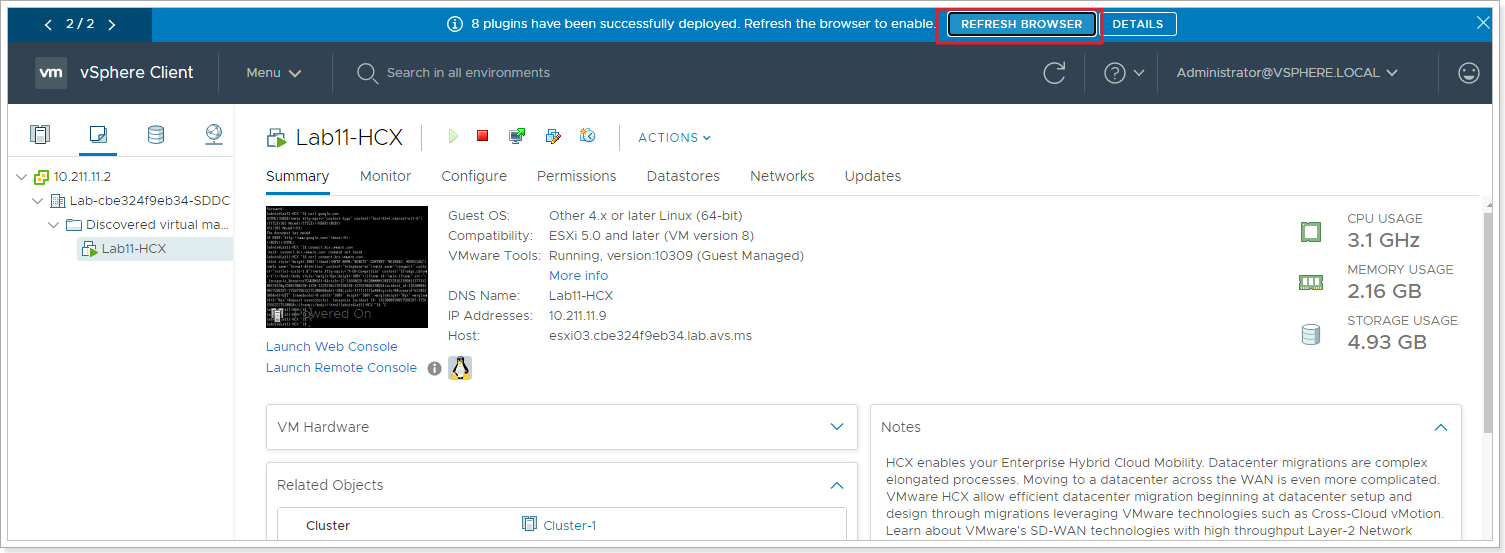 2 / 2
8 plugins have been successfully deployed. Refresh the browser to enable.
REFRESH BROWSER
DETAILS
vm
vSphere Client
Menu
Search in all environments
Administrator@VSPHERE.LOCAL
10.211.11.2
Lab-cbe324f9eb34-SDDC
Discovered virtual ma...
Lab11-HCX
Lab11-HCX
ACTIONS
Summary
Monitor
Configure
Permissions
Datastores
Networks
Updates
Powered On
Launch Web Console
Launch Remote Console
Guest OS: Other 4.x or later Linux (64-bit)
Compatibility: ESXi 5.0 and later (VM version 8)
VMware Tools: Running, version:10309 (Guest Managed)
More info
DNS Name: Lab11-HCX
IP Addresses: 10.211.11.9
Host: esxi03.cbe324f9eb34.lab.avs.ms
CPU USAGE
3.1 GHz
MEMORY USAGE
2.16 GB
STORAGE USAGE
4.93 GB
VM Hardware
Related Objects
Cluster
Cluster-1
Notes
HCX enables your Enterprise Hybrid Cloud Mobility. Datacenter migrations are complex
elongated processes. Moving to a datacenter across the WAN is even more complicated.
VMware HCX allow efficient datacenter migration beginning at datacenter setup and
design through migrations leveraging VMware technologies such as Cross-Cloud vMotion.
Learn about VMware's SD-WAN technologies with high throughput Layer-2 Network